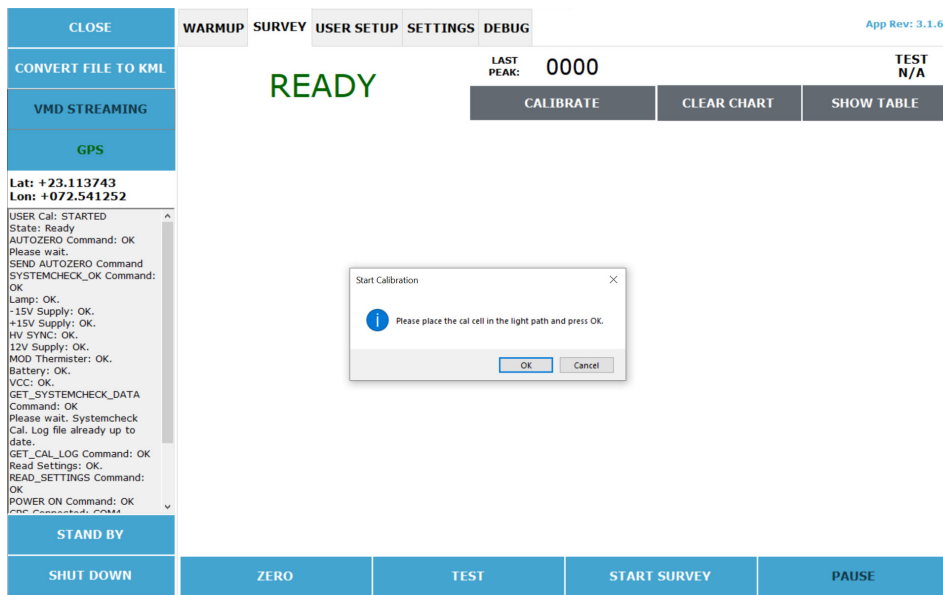 CLOSE
WARMUP SURVEY USER SETUP SETTINGS DEBUG
App Rev: 3.1.6
CONVERT FILE TO KML
READY
LAST
PEAK: 0000
TEST
N/A
VMD STREAMING
CALIBRATE
CLEAR CHART
SHOW TABLE
GPS
Lat: +23.113743
Lon: +072.541252
USER Cal: STARTED
State: Ready
AUTOZERO Command: OK
Please wait.
SEND AUTOZERO Command
SYSTEMCHECK_OK Command:
OK
Lamp: OK.
-15V Supply: OK.
+15V Supply: OK.
HV SYNC: OK.
12V Supply: OK.
MOD Thermister: OK.
Battery: OK.
VCC: OK.
GET_SYSTEMCHECK_DATA
Command: OK
Please wait. Systemcheck
Cal. Log file already up to
date.
GET_CAL_LOG Command: OK
Read Settings: OK.
READ_SETTINGS Command:
OK
POWER ON Command: OK
GPS Connected: COM4
Start Calibration
Please place the cal cell in the light path and press OK.
OK
Cancel
STAND BY
SHUT DOWN
ZERO
TEST
START SURVEY
PAUSE